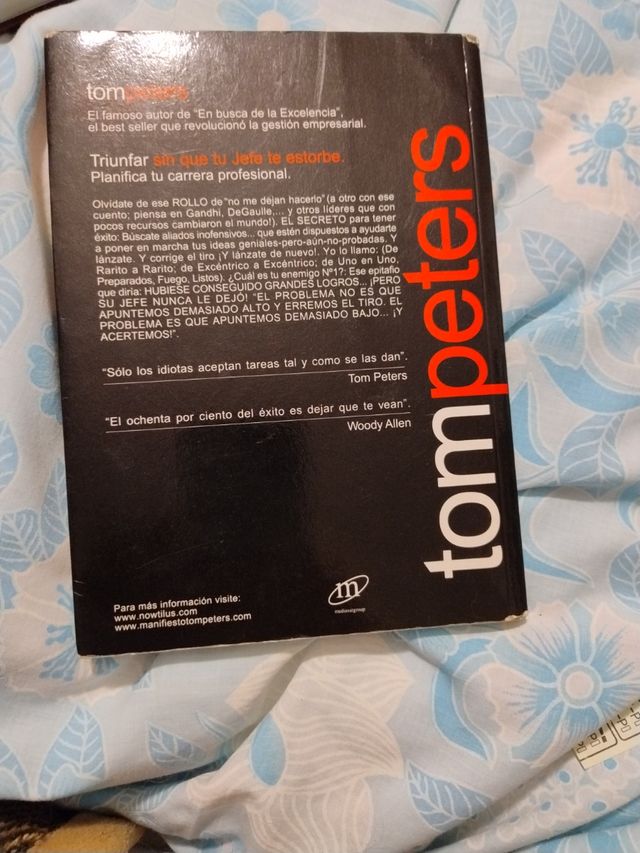 tompeters
El famoso autor de "En busca de la Excelencia",
el best seller que revolucionó la gestión empresarial.
Triunfar sin que tu Jefe te estorbe.
Planifica tu carrera profesional.
Olvídate de ese ROLLO de "no me dejan hacerlo" (a otro con ese
cuento; piensa en Gandhi, DeGaulle,... y otros líderes que con
pocos recursos cambiaron el mundo!). EL SECRETO para tener
éxito: Búscate aliados inofensivos... que estén dispuestos a ayudarte
a poner en marcha tus ideas geniales-pero-aún-no-probadas. Y
lánzate. Y corrige el tiro ¡Y lánzate de nuevo!. Yo lo llamo: (De
Rarito a Rarito; de Excéntrico a Excéntrico; de Uno en Uno,
Preparados, Fuego, Listos). ¿Cuál es tu enemigo Nº1?: Ese epitafio
que diría: HUBIESE CONSEGUIDO GRANDES LOGROS... ¡PERO
SU JEFE NUNCA LE DEJÓ! "EL PROBLEMA NO ES QUE
APUNTEMOS DEMASIADO ALTO Y ERREMOS EL TIRO. EL
PROBLEMA ES QUE APUNTEMOS DEMASIADO BAJO... ¡Y
ACERTEMOS!".
"Sólo los idiotas aceptan tareas tal y como se las dan".
Tom Peters
"El ochenta por ciento del éxito es dejar que te vean".
Woody Allen
tompeters
Para más información visite:
www.nowtilus.com
www.manifiestotompeters.com
m